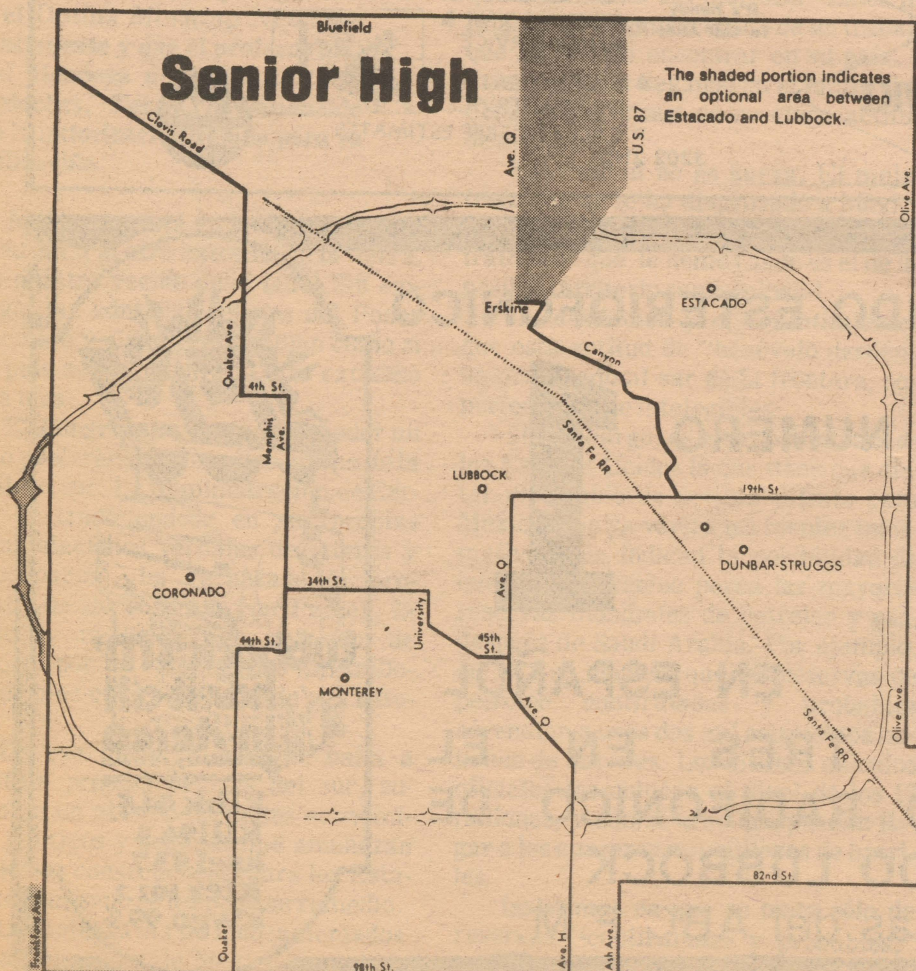 Bluefield
Senior High
The shaded portion indicates
an optional area between
Estacado and Lubbock.
Clovis Road
Ave. Q
U.S. 87
Olive Ave.
Erskine
ESTACADO
Quaker Ave.
Canyon
4th St.
Memphis
Ave.
Santa Fe RR
LUBBOCK
19th St.
DUNBAR-STRUGGS
CORONADO
34th St.
Ave. Q
University
44th St.
45th
St.
MONTEREY
Ave. Q
Santa Fe RR
Olive Ave.
82nd St.
Frankford Ave.
Quaker
98th St.
Ave. H
Ash Ave.